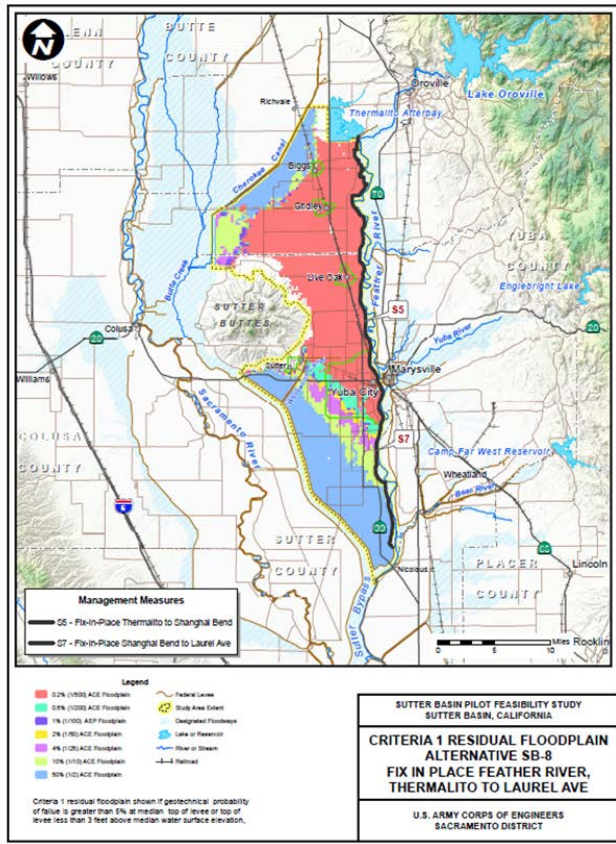 N
GLENN
COUNTY
BUTTE
COUNTY
Willows
Richvale
Oroville
Lake Oroville
Thermalito Afterbay
Cherokee Canal
Biggs
Gridley
70
YUBA
COUNTY
Feather River
Butte Creek
Live Oak
Englebright Lake
S5
SUTTER
BUTTES
20
Colusa
20
Yuba River
Sutter
Marysville
Williams
Yuba City
Sacramento River
S7
Camp Far West Reservoir
COLUSA
COUNTY
Wheatland
Bear River
SUTTER
COUNTY
Nicolaus
65
Lincoln
PLACER
COUNTY
Sutter Bypass
Rocklin
Management Measures
S5 - Fix-In-Place Thermalito to Shanghai Bend
S7 - Fix-In-Place Shanghai Bend to Laurel Ave
0 5 10
Miles
Legend
0.2% (1/500) ACE Floodplain
0.5% (1/200) ACE Floodplain
1% (1/100) AEP Floodplain
2% (1/50) ACE Floodplain
4% (1/25) ACE Floodplain
10% (1/10) ACE Floodplain
50% (1/2) ACE Floodplain
Federal Levee
Study Area Extent
Designated Floodways
Lake or Reservoir
River or Stream
Railroad
Criteria 1 residual floodplain shown if geotechnical probability
of failue is greater than 5% at median top of levee or top of
levee less than 3 feet above median water surface elevation.
SUTTER BASIN PILOT FEASIBILITY STUDY
SUTTER BASIN, CALIFORNIA
CRITERIA 1 RESIDUAL FLOODPLAIN
ALTERNATIVE SB-8
FIX IN PLACE FEATHER RIVER,
THERMALITO TO LAUREL AVE
U.S. ARMY CORPS OF ENGINEERS
SACRAMENTO DISTRICT